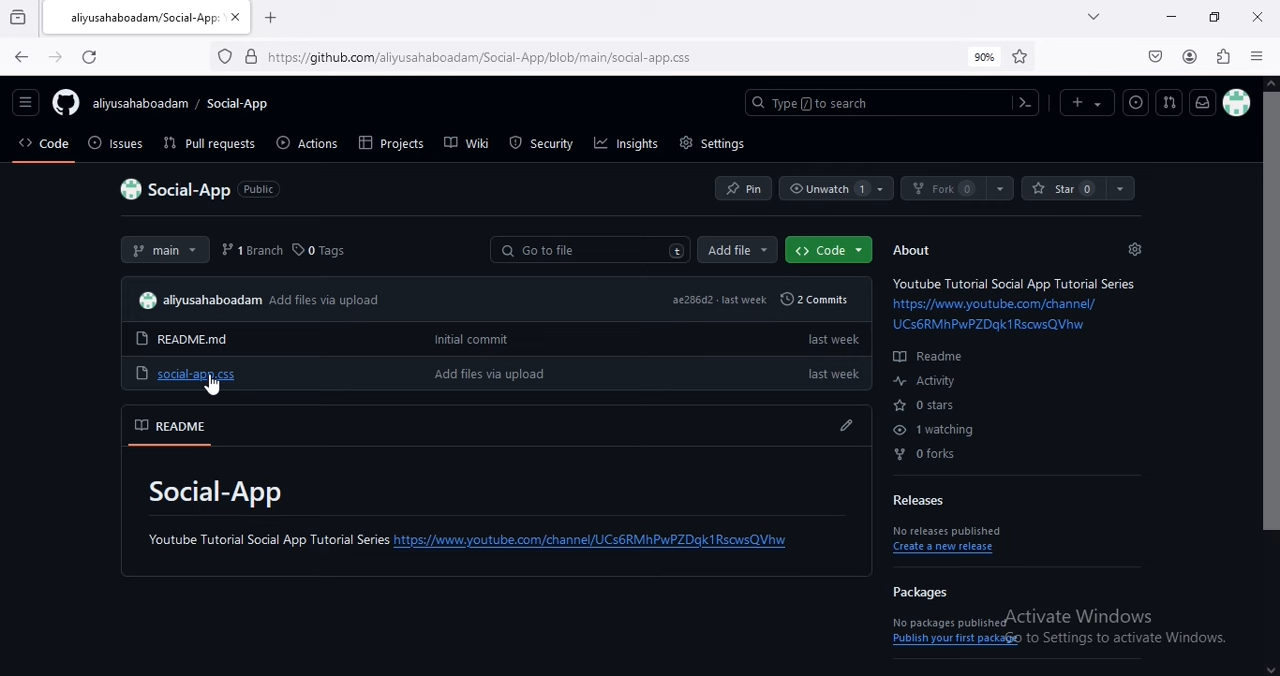 aliyusahaboadam/Social-App:
https://github.com/aliyusahaboadam/Social-App/blob/main/social-app.css
90%
aliyusahaboadam / Social-App
Type / to search
Code Issues Pull requests Actions Projects Wiki Security Insights Settings
Social-App Public
Pin Unwatch 1 Fork 0 Star 0
main 1 Branch 0 Tags Go to file t Add file Code
aliyusahaboadam Add files via upload ae286d2 · last week 2 Commits
README.md Initial commit last week
social-app.css Add files via upload last week
README
Social-App
Youtube Tutorial Social App Tutorial Series https://www.youtube.com/channel/UCs6RMhPwPZDqk1RscwsQVhw
About
Youtube Tutorial Social App Tutorial Series
https://www.youtube.com/channel/
UCs6RMhPwPZDqk1RscwsQVhw
Readme
Activity
0 stars
1 watching
0 forks
Releases
No releases published
Create a new release
Packages
No packages published
Publish your first package
Activate Windows
Go to Settings to activate Windows.